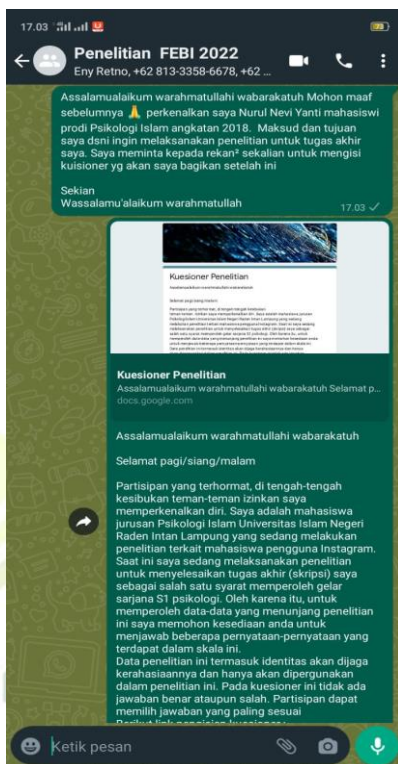 17.03
Penelitian FEBI 2022
Eny Retno, +62 813-3358-6678, +62 ...
Assalamualaikum warahmatullahi wabarakatuh Mohon maaf
sebelumnya 🙏 perkenalkan saya Nurul Nevi Yanti mahasiswi
prodi Psikologi Islam angkatan 2018. Maksud dan tujuan
saya dsni ingin melaksanakan penelitian untuk tugas akhir
saya. Saya meminta kepada rekan² sekalian untuk mengisi
kuisioner yg akan saya bagikan setelah ini
Sekian
Wassalamu'alaikum warahmatullah
17.03
Kuesioner Penelitian
Assalamualaikum warahmatullahi wabarakatuh
Selamat pagi/siang/malam
Kuesioner Penelitian
Assalamualaikum warahmatullahi wabarakatuh Selamat p...
docs.google.com
Assalamualaikum warahmatullahi wabarakatuh
Selamat pagi/siang/malam
Partisipan yang terhormat, di tengah-tengah
kesibukan teman-teman izinkan saya
memperkenalkan diri. Saya adalah mahasiswa
jurusan Psikologi Islam Universitas Islam Negeri
Raden Intan Lampung yang sedang melakukan
penelitian terkait mahasiswa pengguna Instagram.
Saat ini saya sedang melaksanakan penelitian
untuk menyelesaikan tugas akhir (skripsi) saya
sebagai salah satu syarat memperoleh gelar
sarjana S1 psikologi. Oleh karena itu, untuk
memperoleh data-data yang menunjang penelitian
ini saya memohon kesediaan anda untuk
menjawab beberapa pernyataan-pernyataan yang
terdapat dalam skala ini.
Data penelitian ini termasuk identitas akan dijaga
kerahasiaannya dan hanya akan dipergunakan
dalam penelitian ini. Pada kuesioner ini tidak ada
jawaban benar ataupun salah. Partisipan dapat
memilih jawaban yang paling sesuai
Ketik pesan